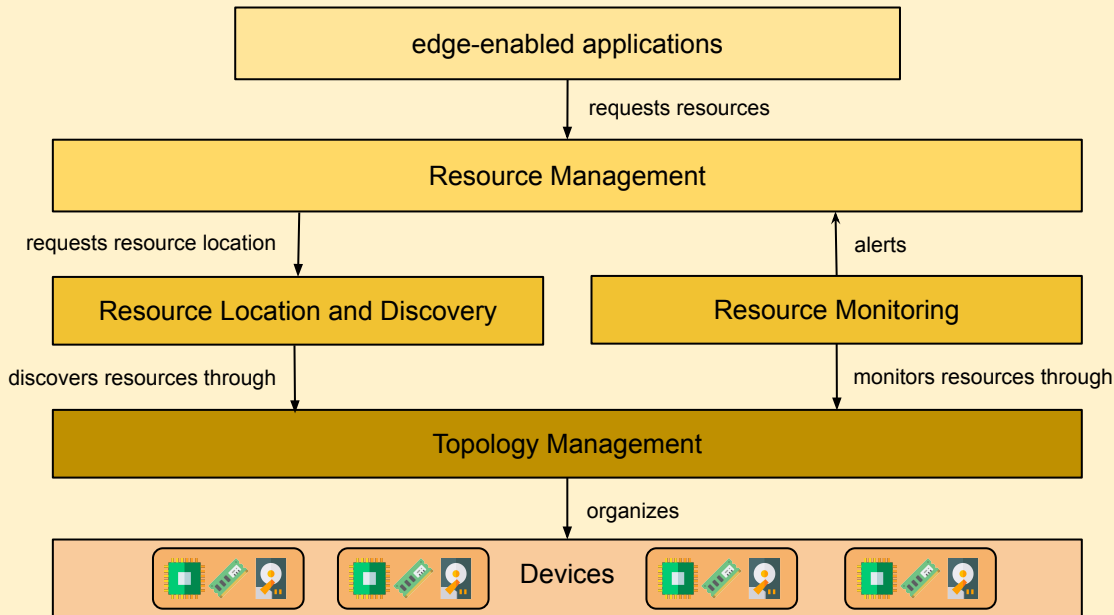 edge-enabled applications
requests resources
Resource Management
requests resource location
alerts
Resource Location and Discovery
Resource Monitoring
discovers resources through
monitors resources through
Topology Management
organizes
Devices